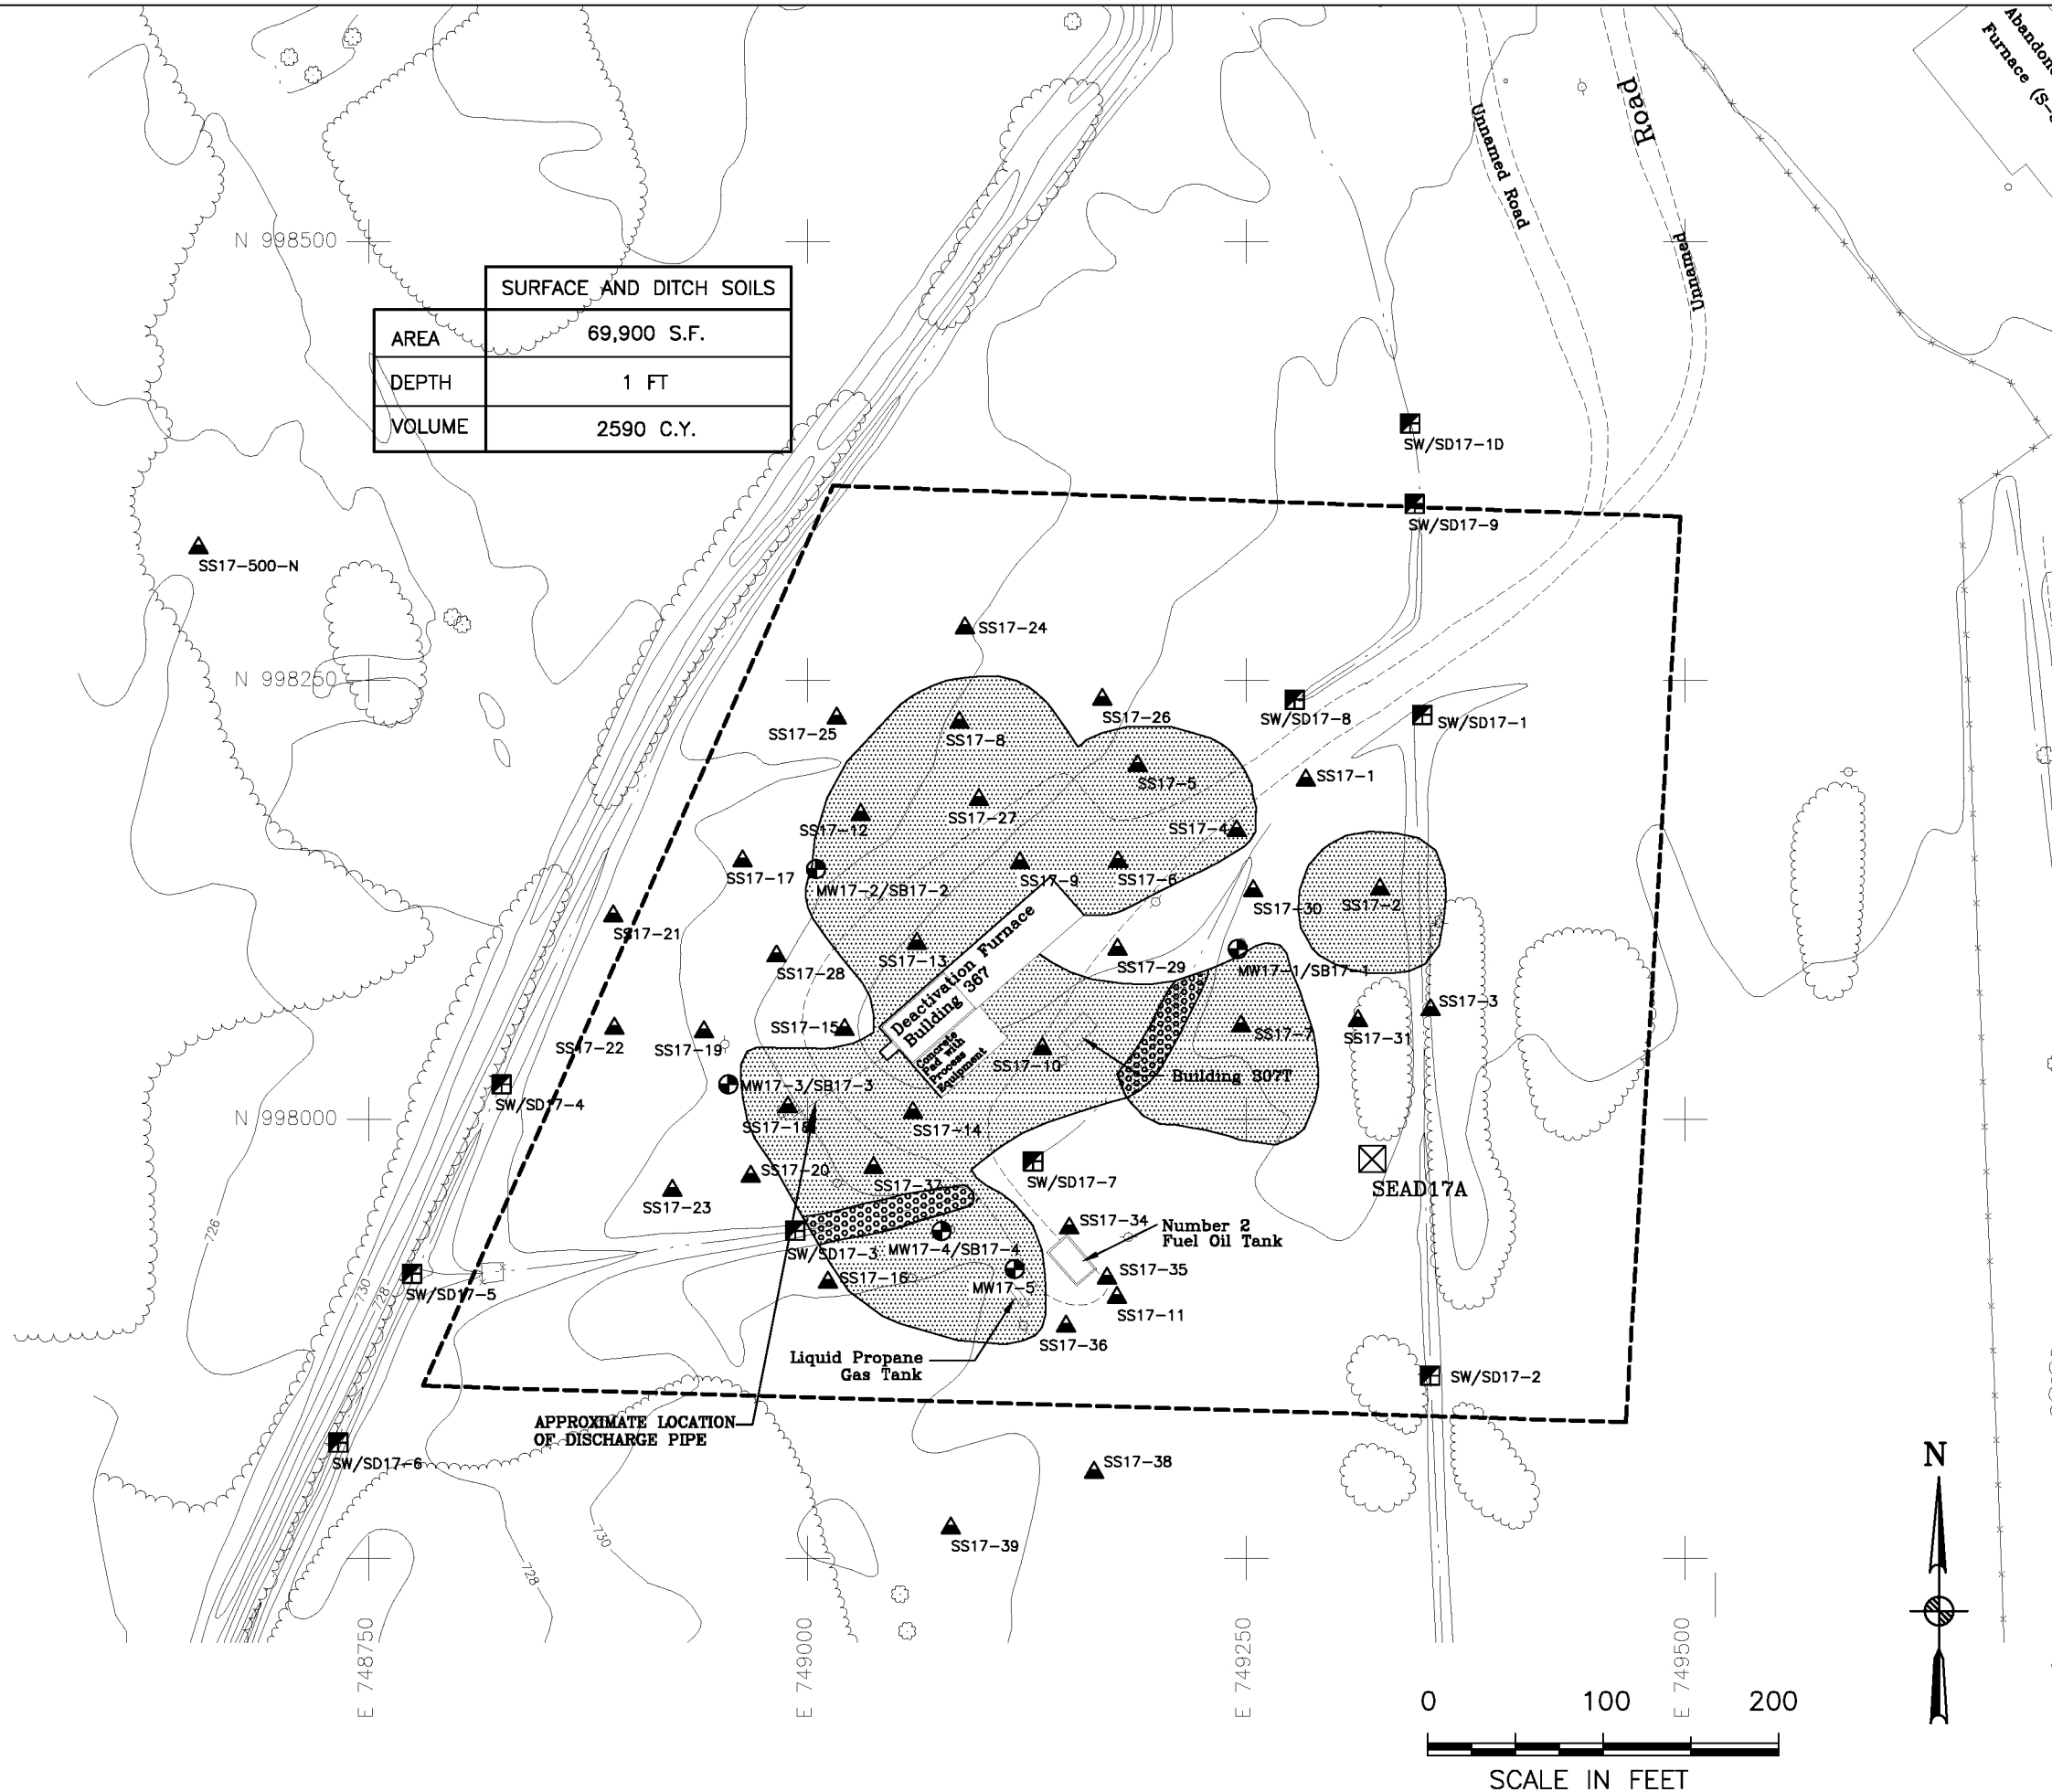 Abandon
Furnace (S-
Road
Unnamed Road
Unnamed
N 998500
SURFACE AND DITCH SOILS
AREA 69,900 S.F.
DEPTH 1 FT
VOLUME 2590 C.Y.
SW/SD17-1D
SW/SD17-9
SS17-500-N
SS17-24
N 998250
SS17-26
SS17-25
SS17-8
SW/SD17-8
SW/SD17-1
SS17-5
SS17-1
SS17-27
SS17-12
SS17-4
SS17-17
MW17-2/SB17-2
SS17-9
SS17-6
SS17-30
SS17-2
SS17-21
SS17-28
SS17-13
Deactivation Furnace
Building 367
SS17-29
MW17-1/SB17-1
SS17-3
SS17-22
SS17-19
SS17-15
Concrete
Pad with
Process
Equipment
SS17-10
SS17-7
SS17-31
Building 307T
MW17-3/SB17-3
SW/SD17-4
N 998000
SS17-18
SS17-14
SS17-20
SS17-37
SW/SD17-7
SEAD17A
SS17-23
SS17-34
Number 2
Fuel Oil Tank
726
SW/SD17-3
MW17-4/SB17-4
730
728
SW/SD17-5
SS17-16
MW17-5
SS17-35
SS17-11
SS17-36
Liquid Propane
Gas Tank
SW/SD17-2
APPROXIMATE LOCATION
OF DISCHARGE PIPE
SW/SD17-6
SS17-38
N
SS17-39
730
728
E 748750
E 749000
E 749250
E 749500
0 100 200
SCALE IN FEET